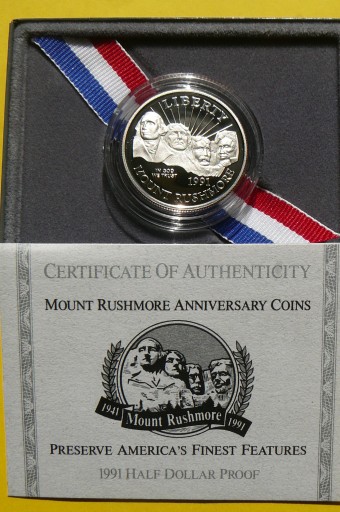 LIBERTY
IN GOD
WE TRUST
1991
MOUNT RUSHMORE
CERTIFICATE OF AUTHENTICITY
MOUNT RUSHMORE ANNIVERSARY COINS
1941 Mount Rushmore 1991
PRESERVE AMERICA'S FINEST FEATURES
1991 HALF DOLLAR PROOF